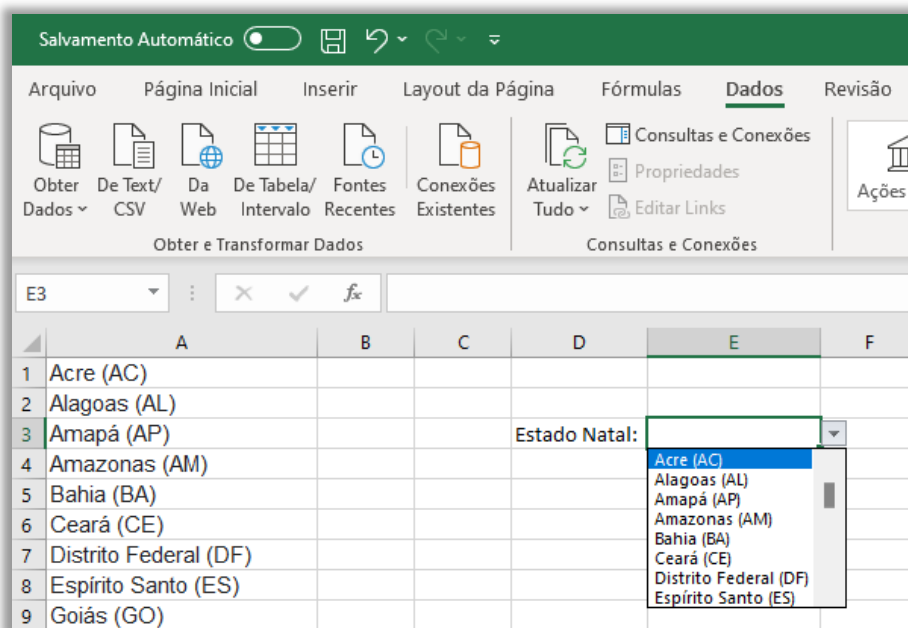 Salvamento Automático
Arquivo Página Inicial Inserir Layout da Página Fórmulas Dados Revisão
Obter Dados
De Text/ CSV
Da Web
De Tabela/ Intervalo
Fontes Recentes
Conexões Existentes
Atualizar Tudo
Consultas e Conexões
Propriedades
Editar Links
Ações
Obter e Transformar Dados
Consultas e Conexões
E3 fx
A B C D E F
1 Acre (AC)
2 Alagoas (AL)
3 Amapá (AP) Estado Natal:
4 Amazonas (AM)
5 Bahia (BA)
6 Ceará (CE)
7 Distrito Federal (DF)
8 Espírito Santo (ES)
9 Goiás (GO)
Acre (AC)
Alagoas (AL)
Amapá (AP)
Amazonas (AM)
Bahia (BA)
Ceará (CE)
Distrito Federal (DF)
Espírito Santo (ES)